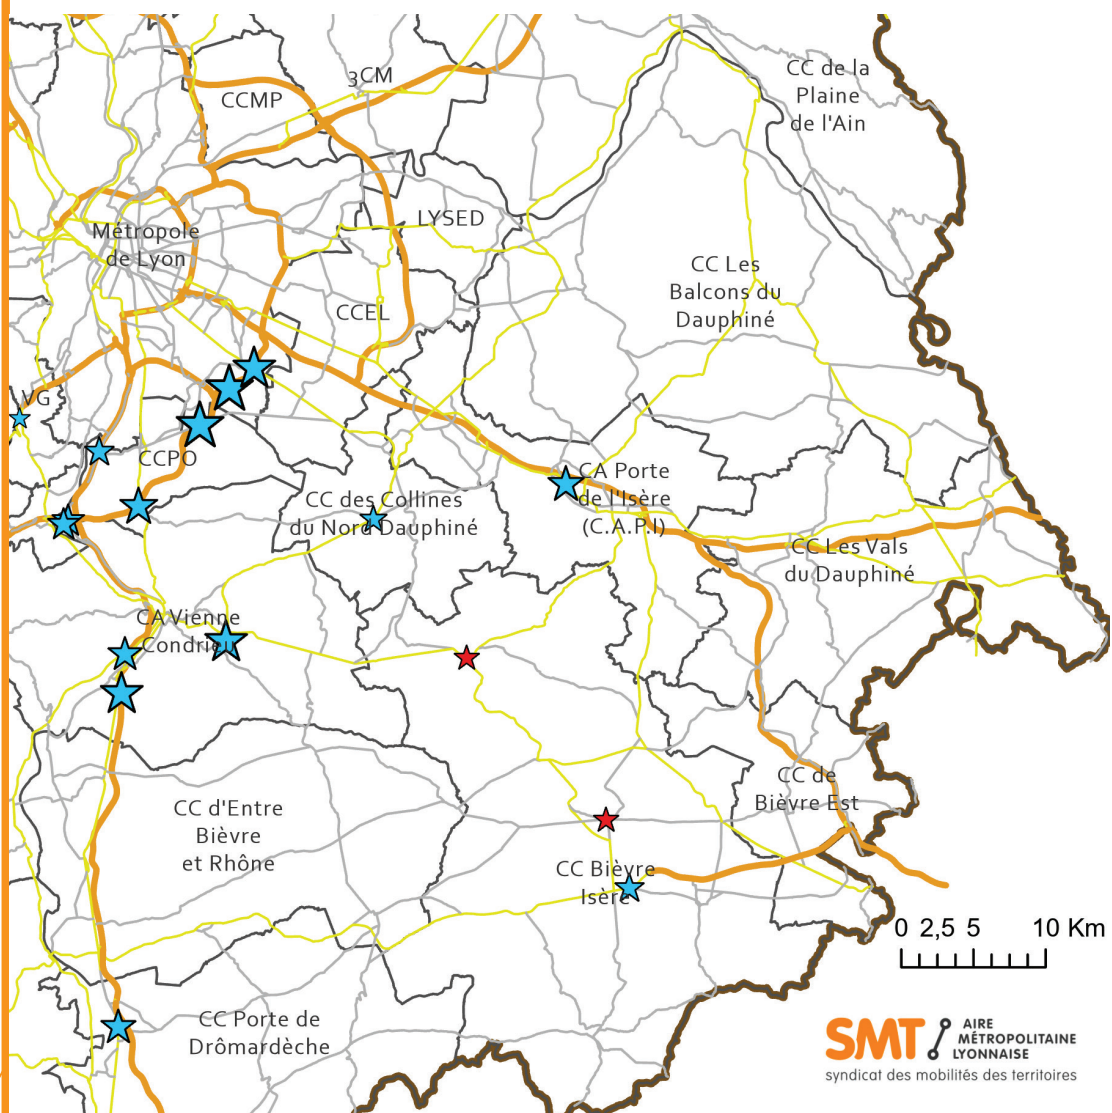 3CM
CCMP
CC de la
Plaine
de l'Ain
LYSED
Métropole
de Lyon
CC Les
Balcons du
Dauphiné
CCEL
VG
CCPO
CA Porte
de l'Isère
(C.A.P.I)
CC des Collines
du Nord Dauphiné
CC Les Vals
du Dauphiné
CA Vienne
Condrieu
CC de
Bièvre Est
CC d'Entre
Bièvre
et Rhône
CC Bièvre
Isère
0 2,5 5 10 Km
CC Porte de
Drômardèche
SMT
AIRE
MÉTROPOLITAINE
LYONNAISE
syndicat des mobilités des territoires